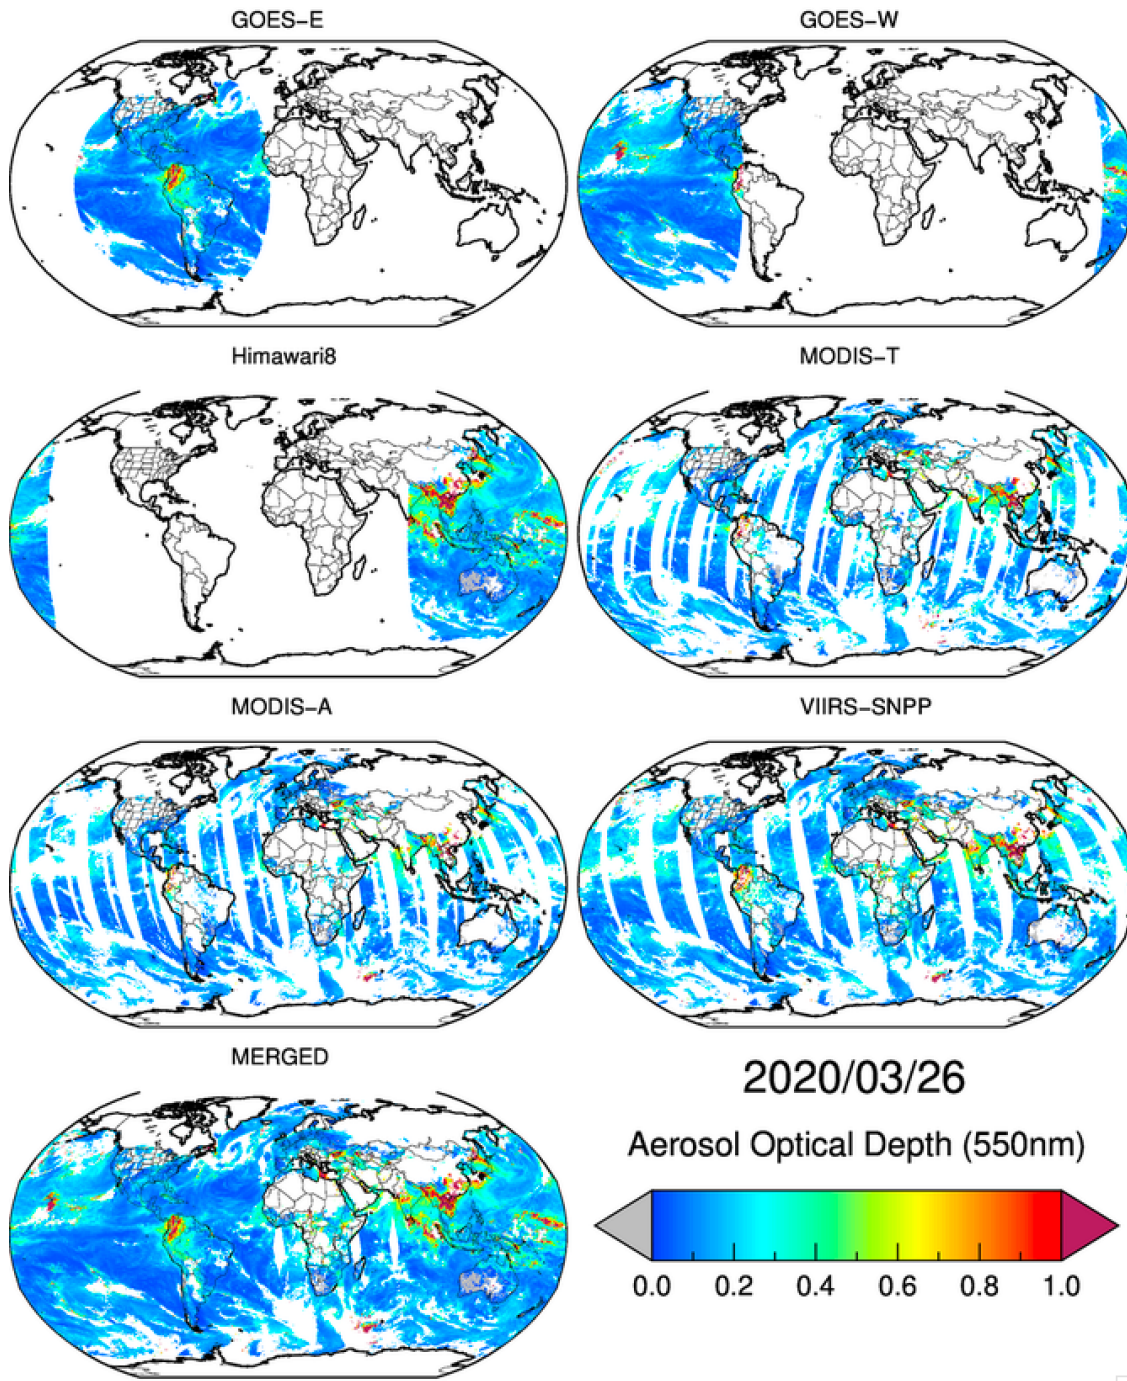 GOES-E
GOES-W
Himawari8
MODIS-T
MODIS-A
VIIRS-SNPP
MERGED
2020/03/26
Aerosol Optical Depth (550nm)
0.0 0.2 0.4 0.6 0.8 1.0